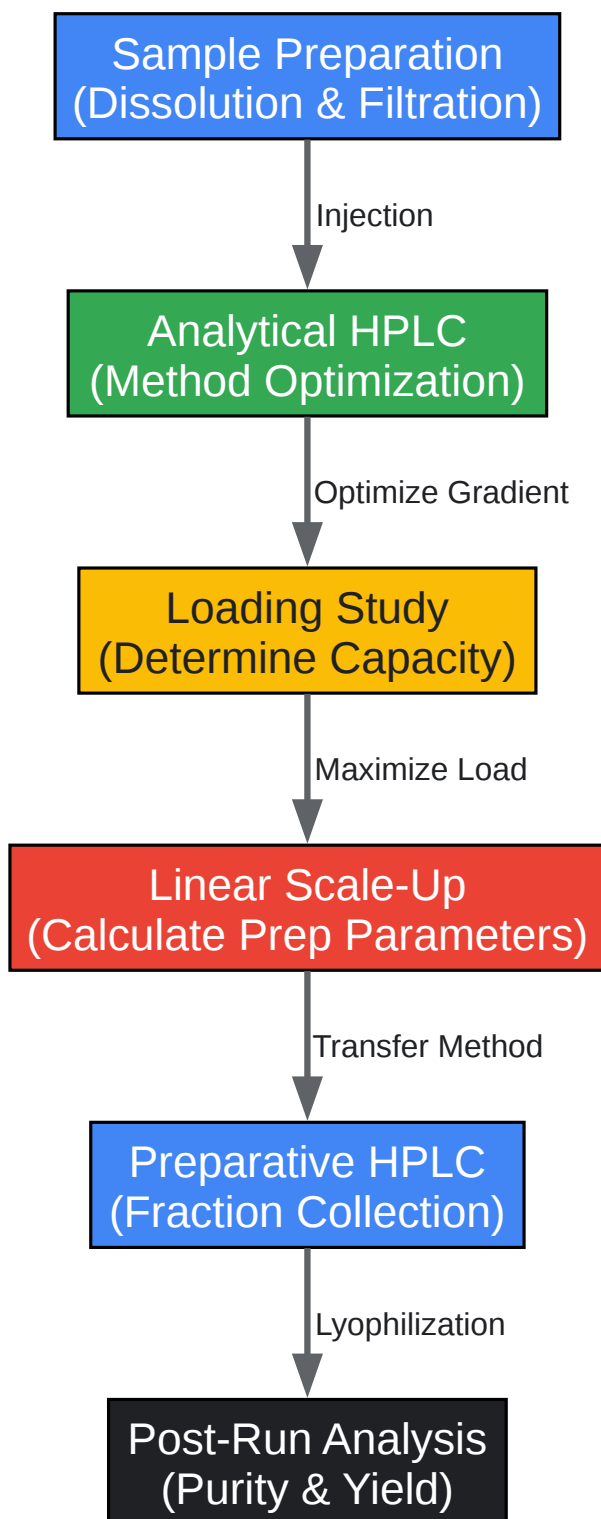 Sample Preparation
(Dissolution & Filtration)
Injection
Analytical HPLC
(Method Optimization)
Optimize Gradient
Loading Study
(Determine Capacity)
Maximize Load
Linear Scale-Up
(Calculate Prep Parameters)
Transfer Method
Preparative HPLC
(Fraction Collection)
Lyophilization
Post-Run Analysis
(Purity & Yield)